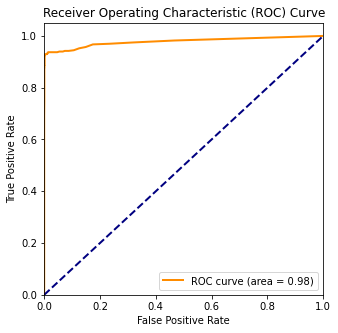 Receiver Operating Characteristic (ROC) Curve
True Positive Rate
1.0
0.8
0.6
0.4
0.2
0.0
ROC curve (area = 0.98)
0.0 0.2 0.4 0.6 0.8 1.0
False Positive Rate